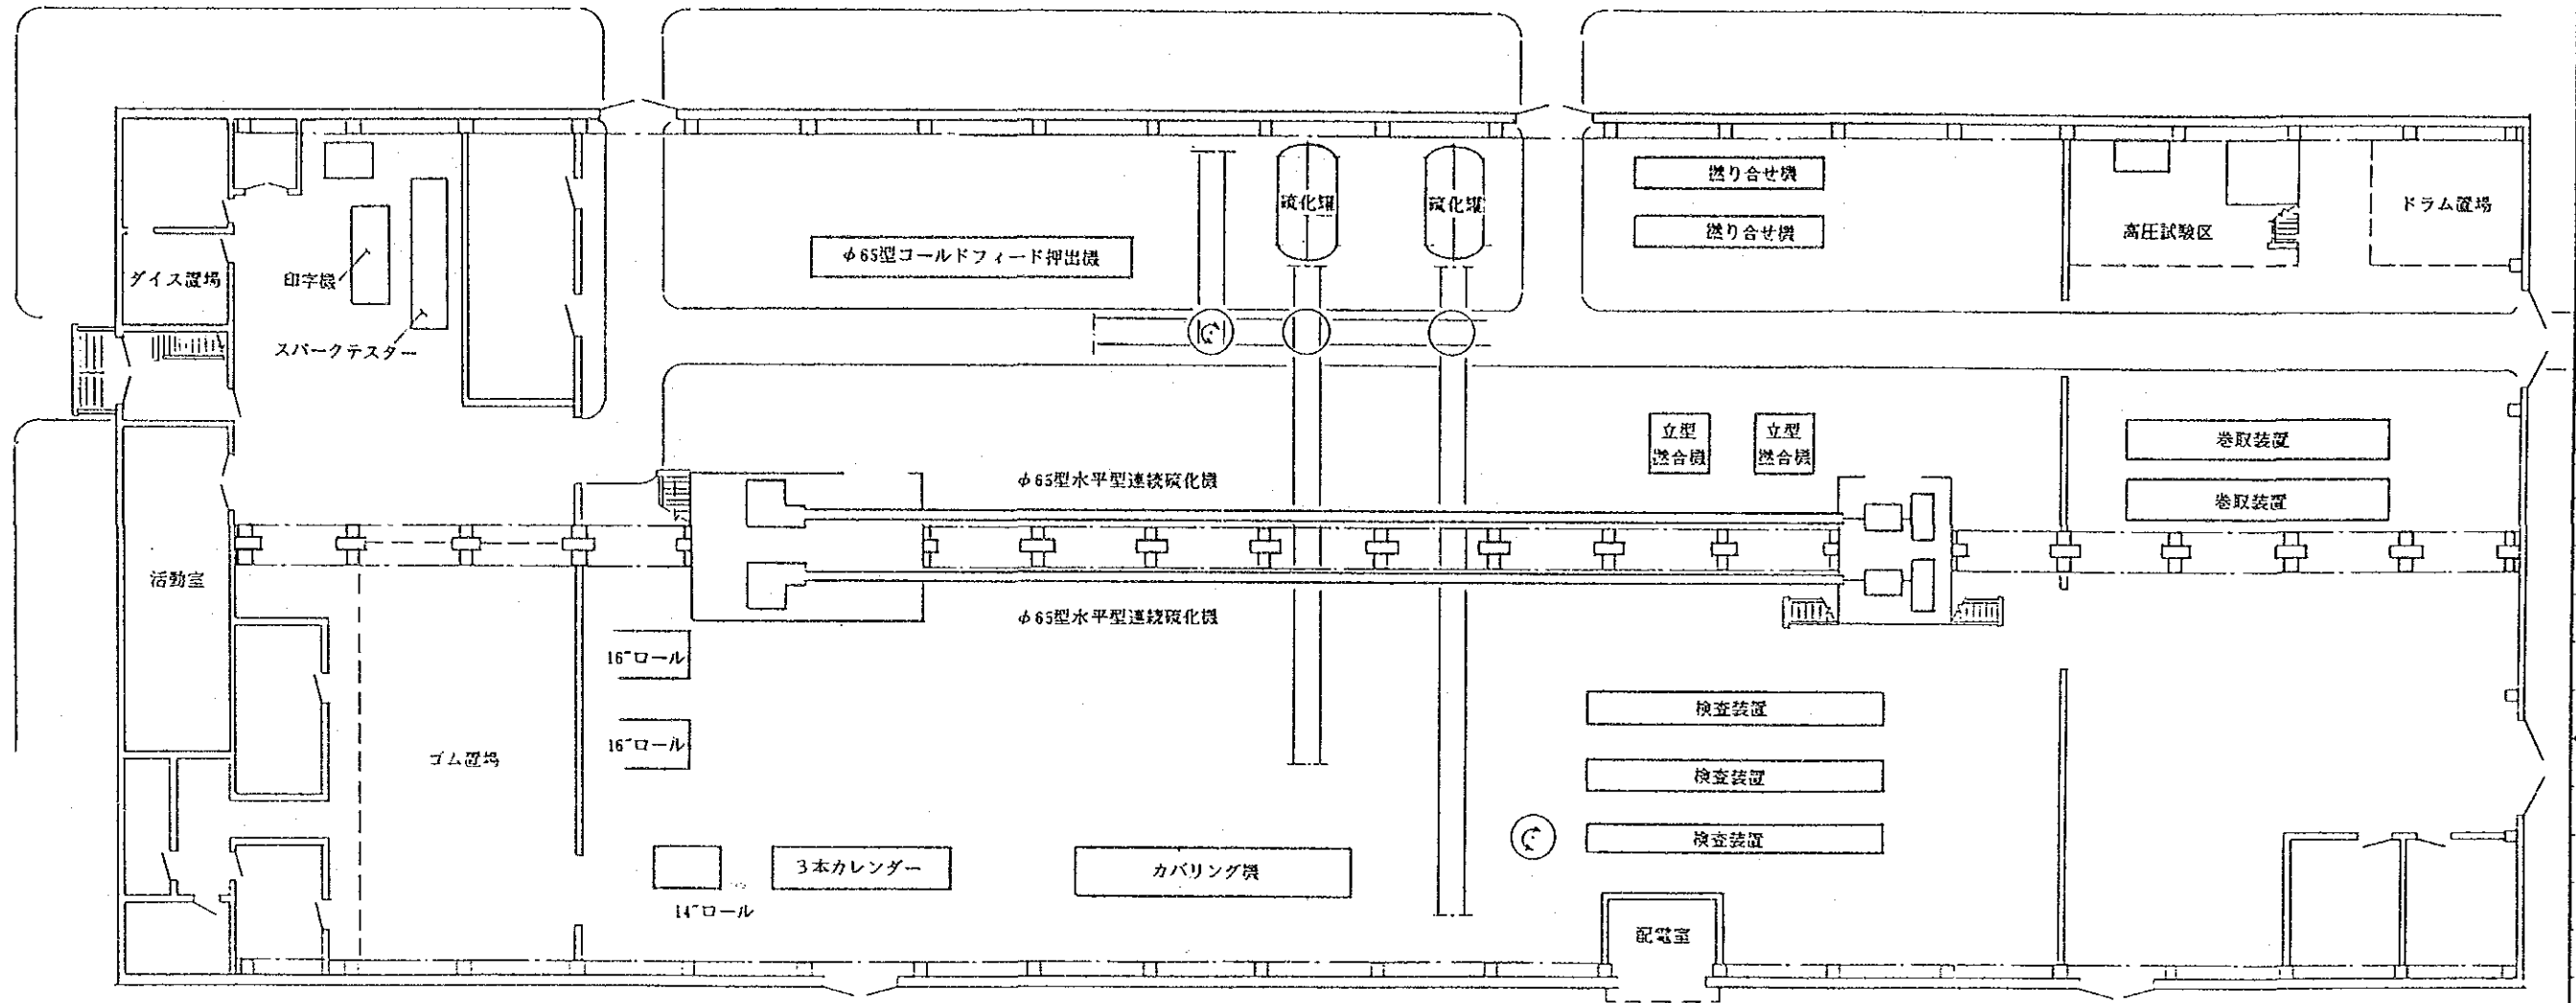 撚り合せ機
撚り合せ機
硫化罐
硫化罐
ドラム置場
高圧試験区
φ65型コールドフィード押出機
ダイス置場
印字機
スパークテスター
立型
撚合機
立型
撚合機
巻取装置
巻取装置
φ65型水平型連続硫化機
φ65型水平型連続硫化機
活動室
16"ロール
16"ロール
ゴム置場
検査装置
検査装置
検査装置
3本カレンダー
カバリング機
14"ロール
配電室